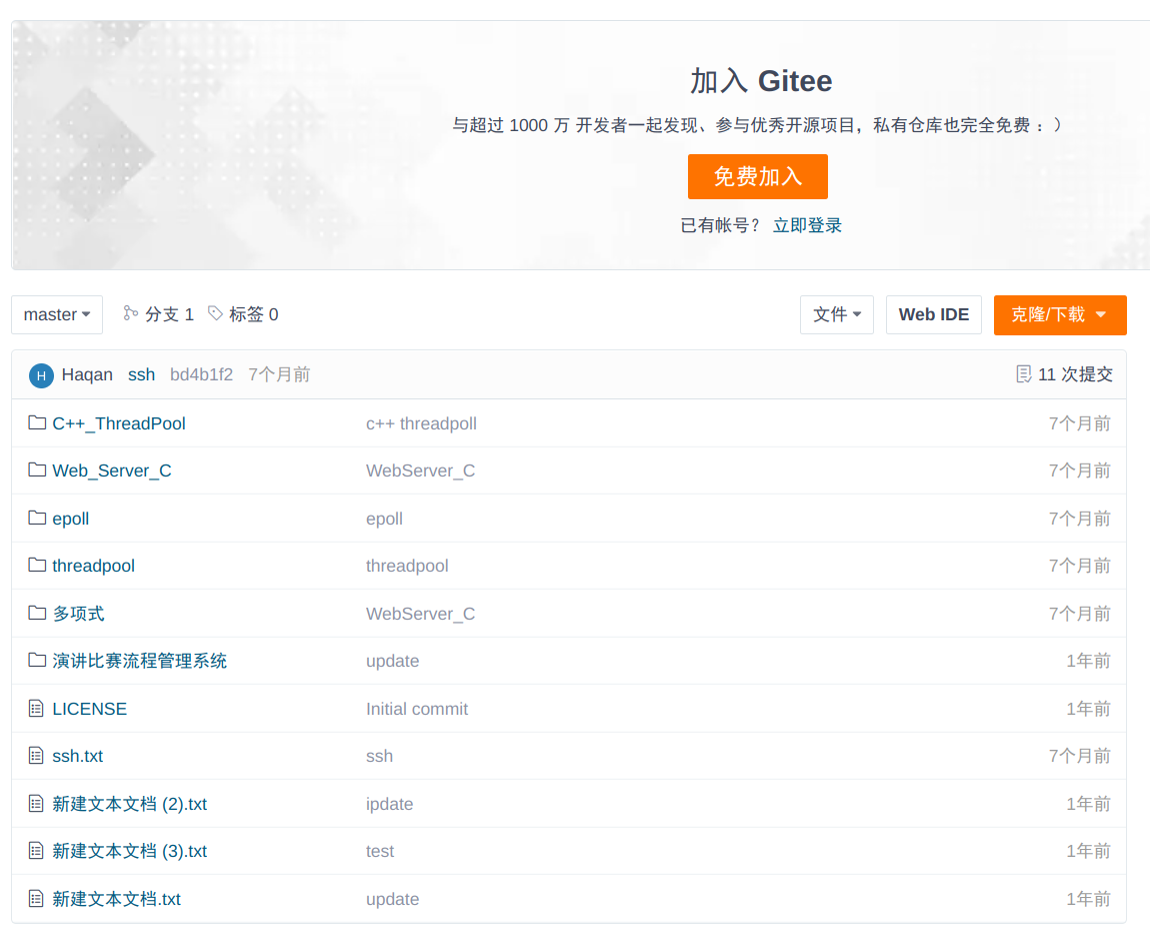 加入 Gitee
与超过 1000 万 开发者一起发现、参与优秀开源项目，私有仓库也完全免费 ：）
免费加入
已有帐号？ 立即登录
master 分支 1 标签 0 文件 Web IDE 克隆/下载
H Haqan ssh bd4b1f2 7个月前 11 次提交
C++_ThreadPool c++ threadpoll 7个月前
Web_Server_C WebServer_C 7个月前
epoll epoll 7个月前
threadpool threadpool 7个月前
多项式 WebServer_C 7个月前
演讲比赛流程管理系统 update 1年前
LICENSE Initial commit 1年前
ssh.txt ssh 7个月前
新建文本文档 (2).txt ipdate 1年前
新建文本文档 (3).txt test 1年前
新建文本文档.txt update 1年前